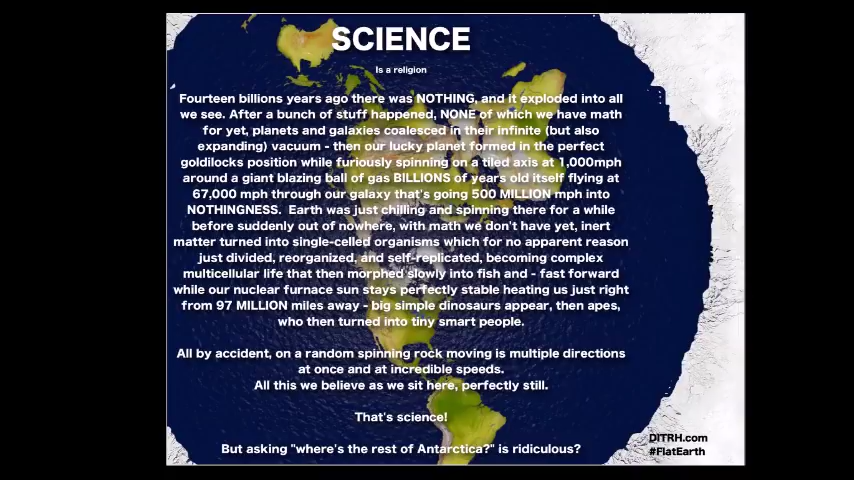 SCIENCE
Is a religion
Fourteen billions years ago there was NOTHING, and it exploded into all
we see. After a bunch of stuff happened, NONE of which we have math
for yet, planets and galaxies coalesced in their infinite (but also
expanding) vacuum - then our lucky planet formed in the perfect
goldilocks position while furiously spinning on a tiled axis at 1,000mph
around a giant blazing ball of gas BILLIONS of years old itself flying at
67,000 mph through our galaxy that's going 500 MILLION mph into
NOTHINGNESS. Earth was just chilling and spinning there for a while
before suddenly out of nowhere, with math we don't have yet, inert
matter turned into single-celled organisms which for no apparent reason
just divided, reorganized, and self-replicated, becoming complex
multicellular life that then morphed slowly into fish and - fast forward
while our nuclear furnace sun stays perfectly stable heating us just right
from 97 MILLION miles away - big simple dinosaurs appear, then apes,
who then turned into tiny smart people.
All by accident, on a random spinning rock moving is multiple directions
at once and at incredible speeds.
All this we believe as we sit here, perfectly still.
That's science!
But asking "where's the rest of Antarctica?" is ridiculous?
DITRH.com
#FlatEarth